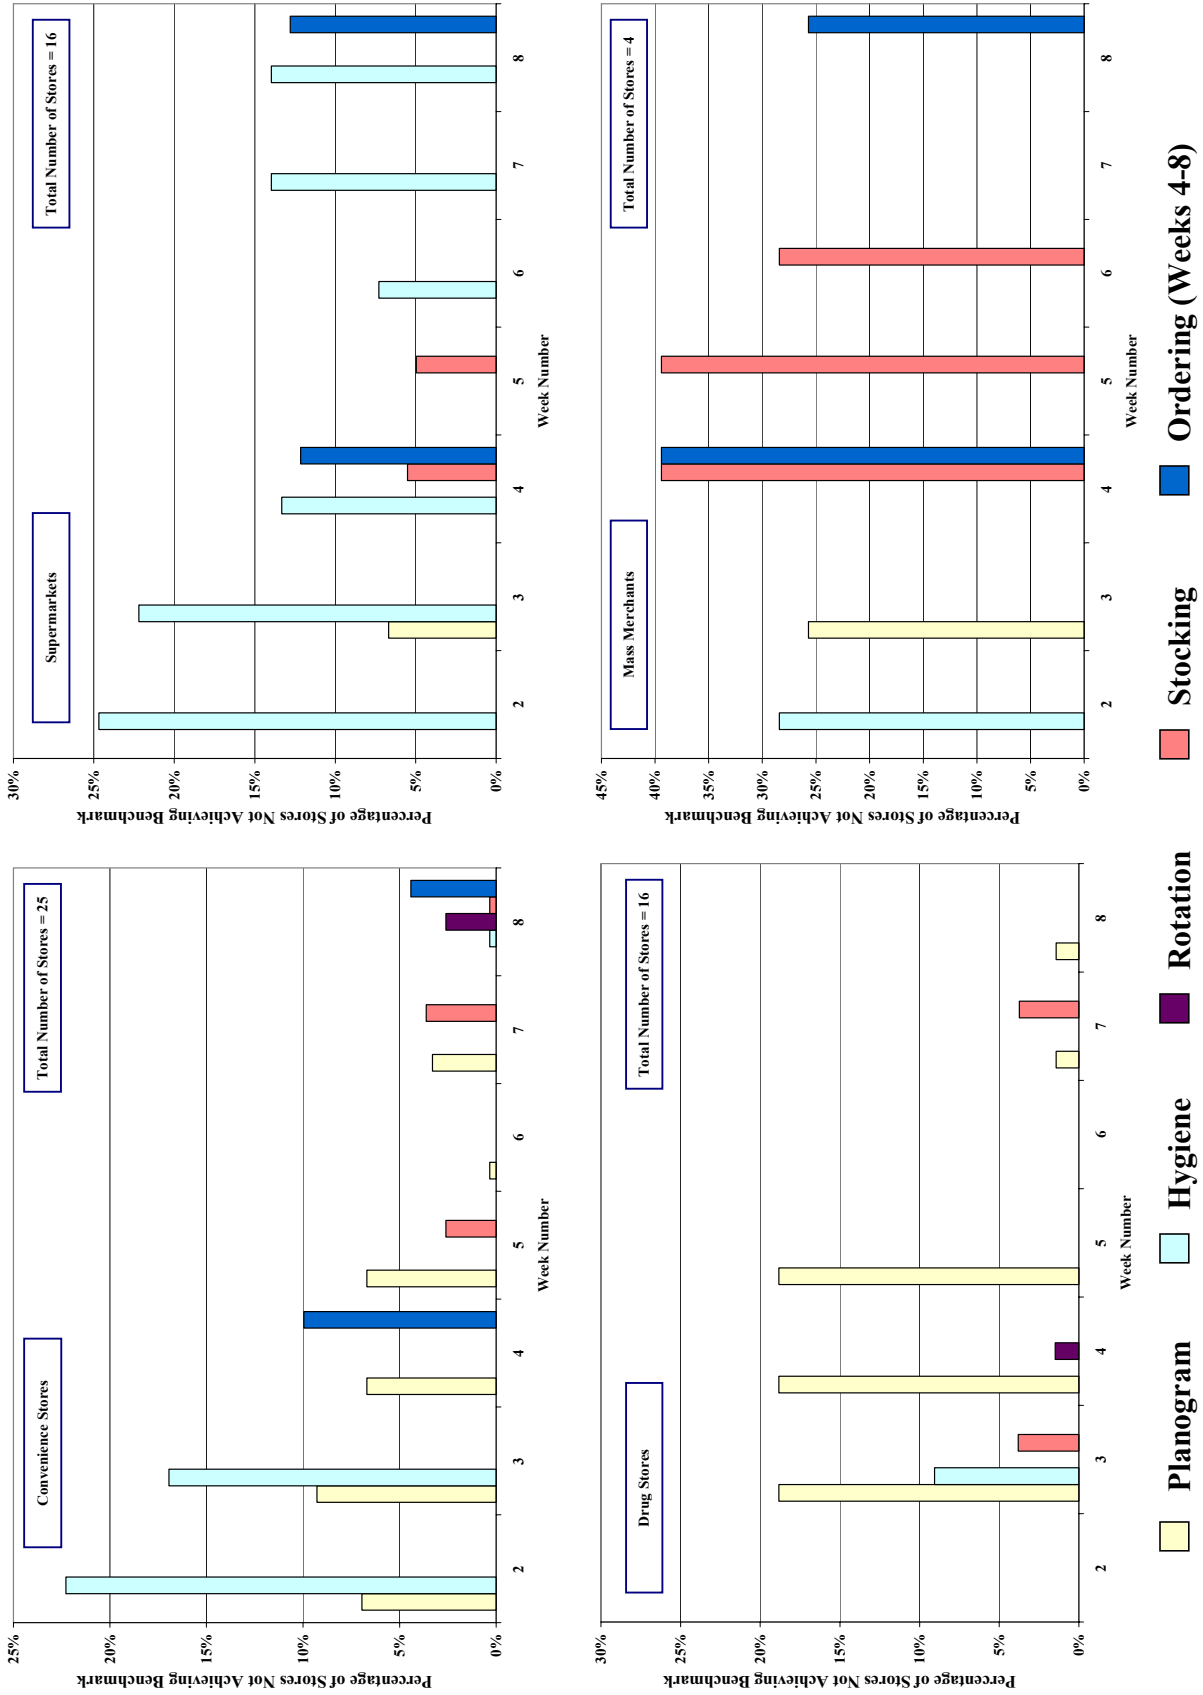 Convenience Stores
Total Number of Stores = 25
Percentage of Stores Not Achieving Benchmark
25%
20%
15%
10%
5%
0%
2 3 4 5 6 7 8
Week Number
Supermarkets
Total Number of Stores = 16
Percentage of Stores Not Achieving Benchmark
30%
25%
20%
15%
10%
5%
0%
2 3 4 5 6 7 8
Week Number
Drug Stores
Total Number of Stores = 16
Percentage of Stores Not Achieving Benchmark
30%
25%
20%
15%
10%
5%
0%
2 3 4 5 6 7 8
Week Number
Mass Merchants
Total Number of Stores = 4
Percentage of Stores Not Achieving Benchmark
45%
40%
35%
30%
25%
20%
15%
10%
5%
0%
2 3 4 5 6 7 8
Week Number
Planogram Hygiene Rotation Stocking Ordering (Weeks 4-8)